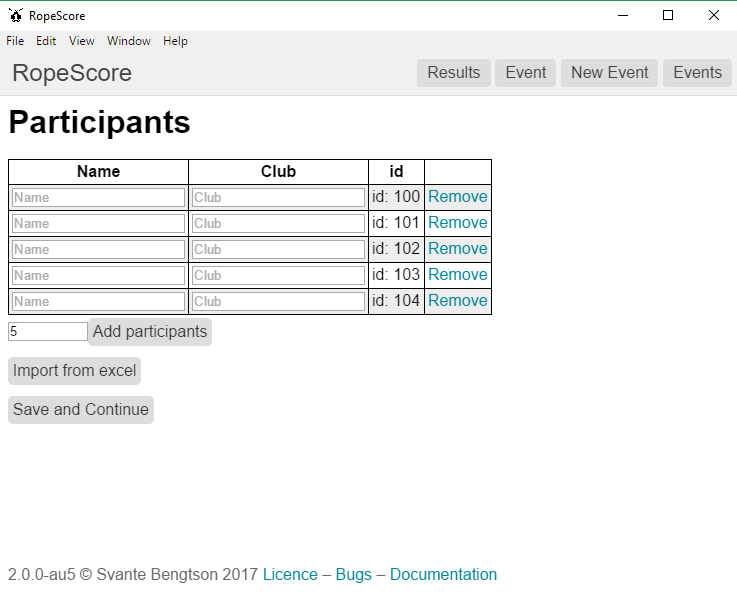 RopeScore
File Edit View Window Help
RopeScore Results Event New Event Events
Participants
Name Club id
Name Club id: 100 Remove
Name Club id: 101 Remove
Name Club id: 102 Remove
Name Club id: 103 Remove
Name Club id: 104 Remove
5 Add participants
Import from excel
Save and Continue
2.0.0-au5 © Svante Bengtson 2017 Licence – Bugs – Documentation